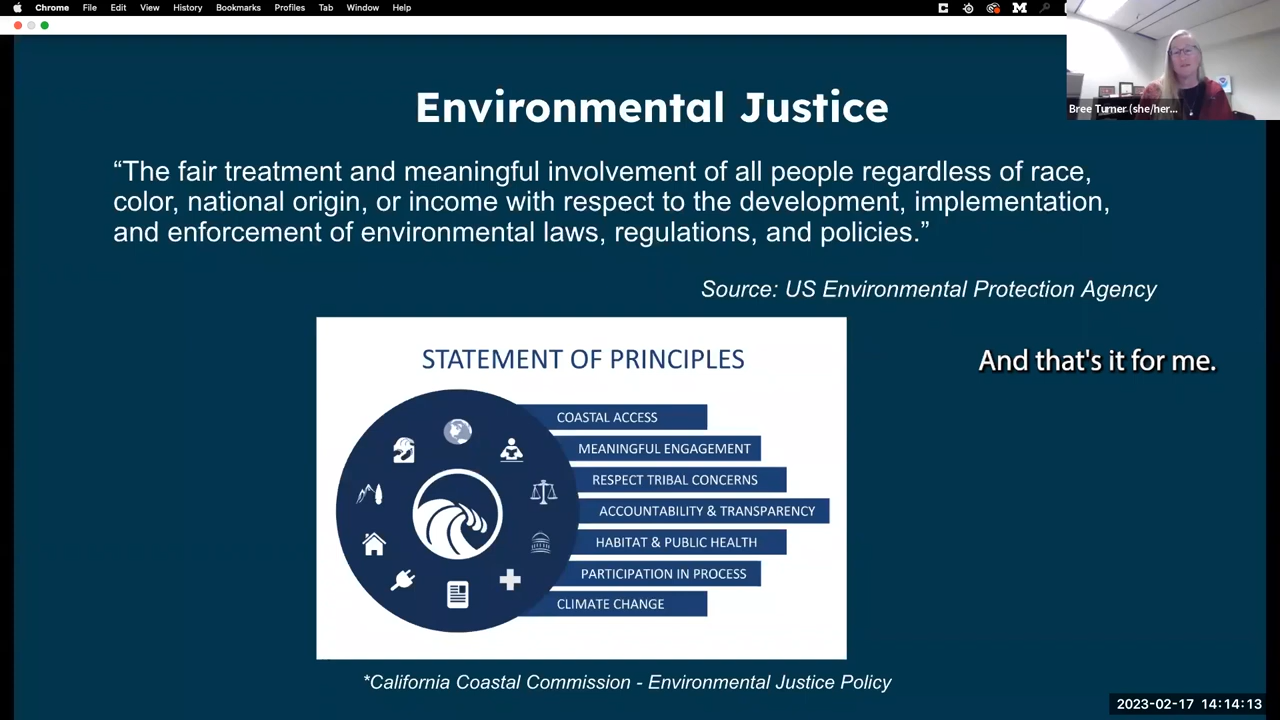 Chrome File Edit View History Bookmarks Profiles Tab Window Help
Bree Turner (she/her...
Environmental Justice
“The fair treatment and meaningful involvement of all people regardless of race,
color, national origin, or income with respect to the development, implementation,
and enforcement of environmental laws, regulations, and policies.”
Source: US Environmental Protection Agency
And that's it for me.
STATEMENT OF PRINCIPLES
COASTAL ACCESS
MEANINGFUL ENGAGEMENT
RESPECT TRIBAL CONCERNS
ACCOUNTABILITY & TRANSPARENCY
HABITAT & PUBLIC HEALTH
PARTICIPATION IN PROCESS
CLIMATE CHANGE
*California Coastal Commission - Environmental Justice Policy
2023-02-17 14:14:13